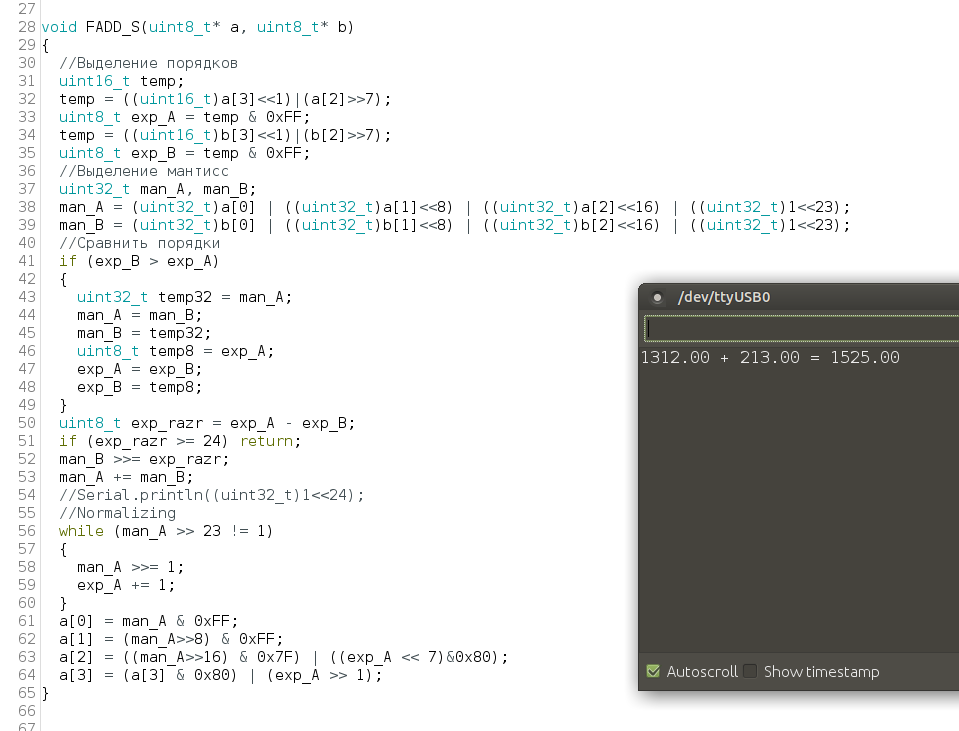 27
28 void FADD_S(uint8_t* a, uint8_t* b)
29 {
30   //Выделение порядков
31   uint16_t temp;
32   temp = ((uint16_t)a[3]<<1)|(a[2]>>7);
33   uint8_t exp_A = temp & 0xFF;
34   temp = ((uint16_t)b[3]<<1)|(b[2]>>7);
35   uint8_t exp_B = temp & 0xFF;
36   //Выделение мантисс
37   uint32_t man_A, man_B;
38   man_A = (uint32_t)a[0] | ((uint32_t)a[1]<<8) | ((uint32_t)a[2]<<16) | ((uint32_t)1<<23);
39   man_B = (uint32_t)b[0] | ((uint32_t)b[1]<<8) | ((uint32_t)b[2]<<16) | ((uint32_t)1<<23);
40   //Сравнить порядки
41   if (exp_B > exp_A)
42   {
43     uint32_t temp32 = man_A;
44     man_A = man_B;
45     man_B = temp32;
46     uint8_t temp8 = exp_A;
47     exp_A = exp_B;
48     exp_B = temp8;
49   }
50   uint8_t exp_razr = exp_A - exp_B;
51   if (exp_razr >= 24) return;
52   man_B >>= exp_razr;
53   man_A += man_B;
54   //Serial.println((uint32_t)1<<24);
55   //Normalizing
56   while (man_A >> 23 != 1)
57   {
58     man_A >>= 1;
59     exp_A += 1;
60   }
61   a[0] = man_A & 0xFF;
62   a[1] = (man_A>>8) & 0xFF;
63   a[2] = ((man_A>>16) & 0x7F) | ((exp_A << 7)&0x80);
64   a[3] = (a[3] & 0x80) | (exp_A >> 1);
65 }
66
67
/dev/ttyUSB0
1312.00 + 213.00 = 1525.00
Autoscroll Show timestamp